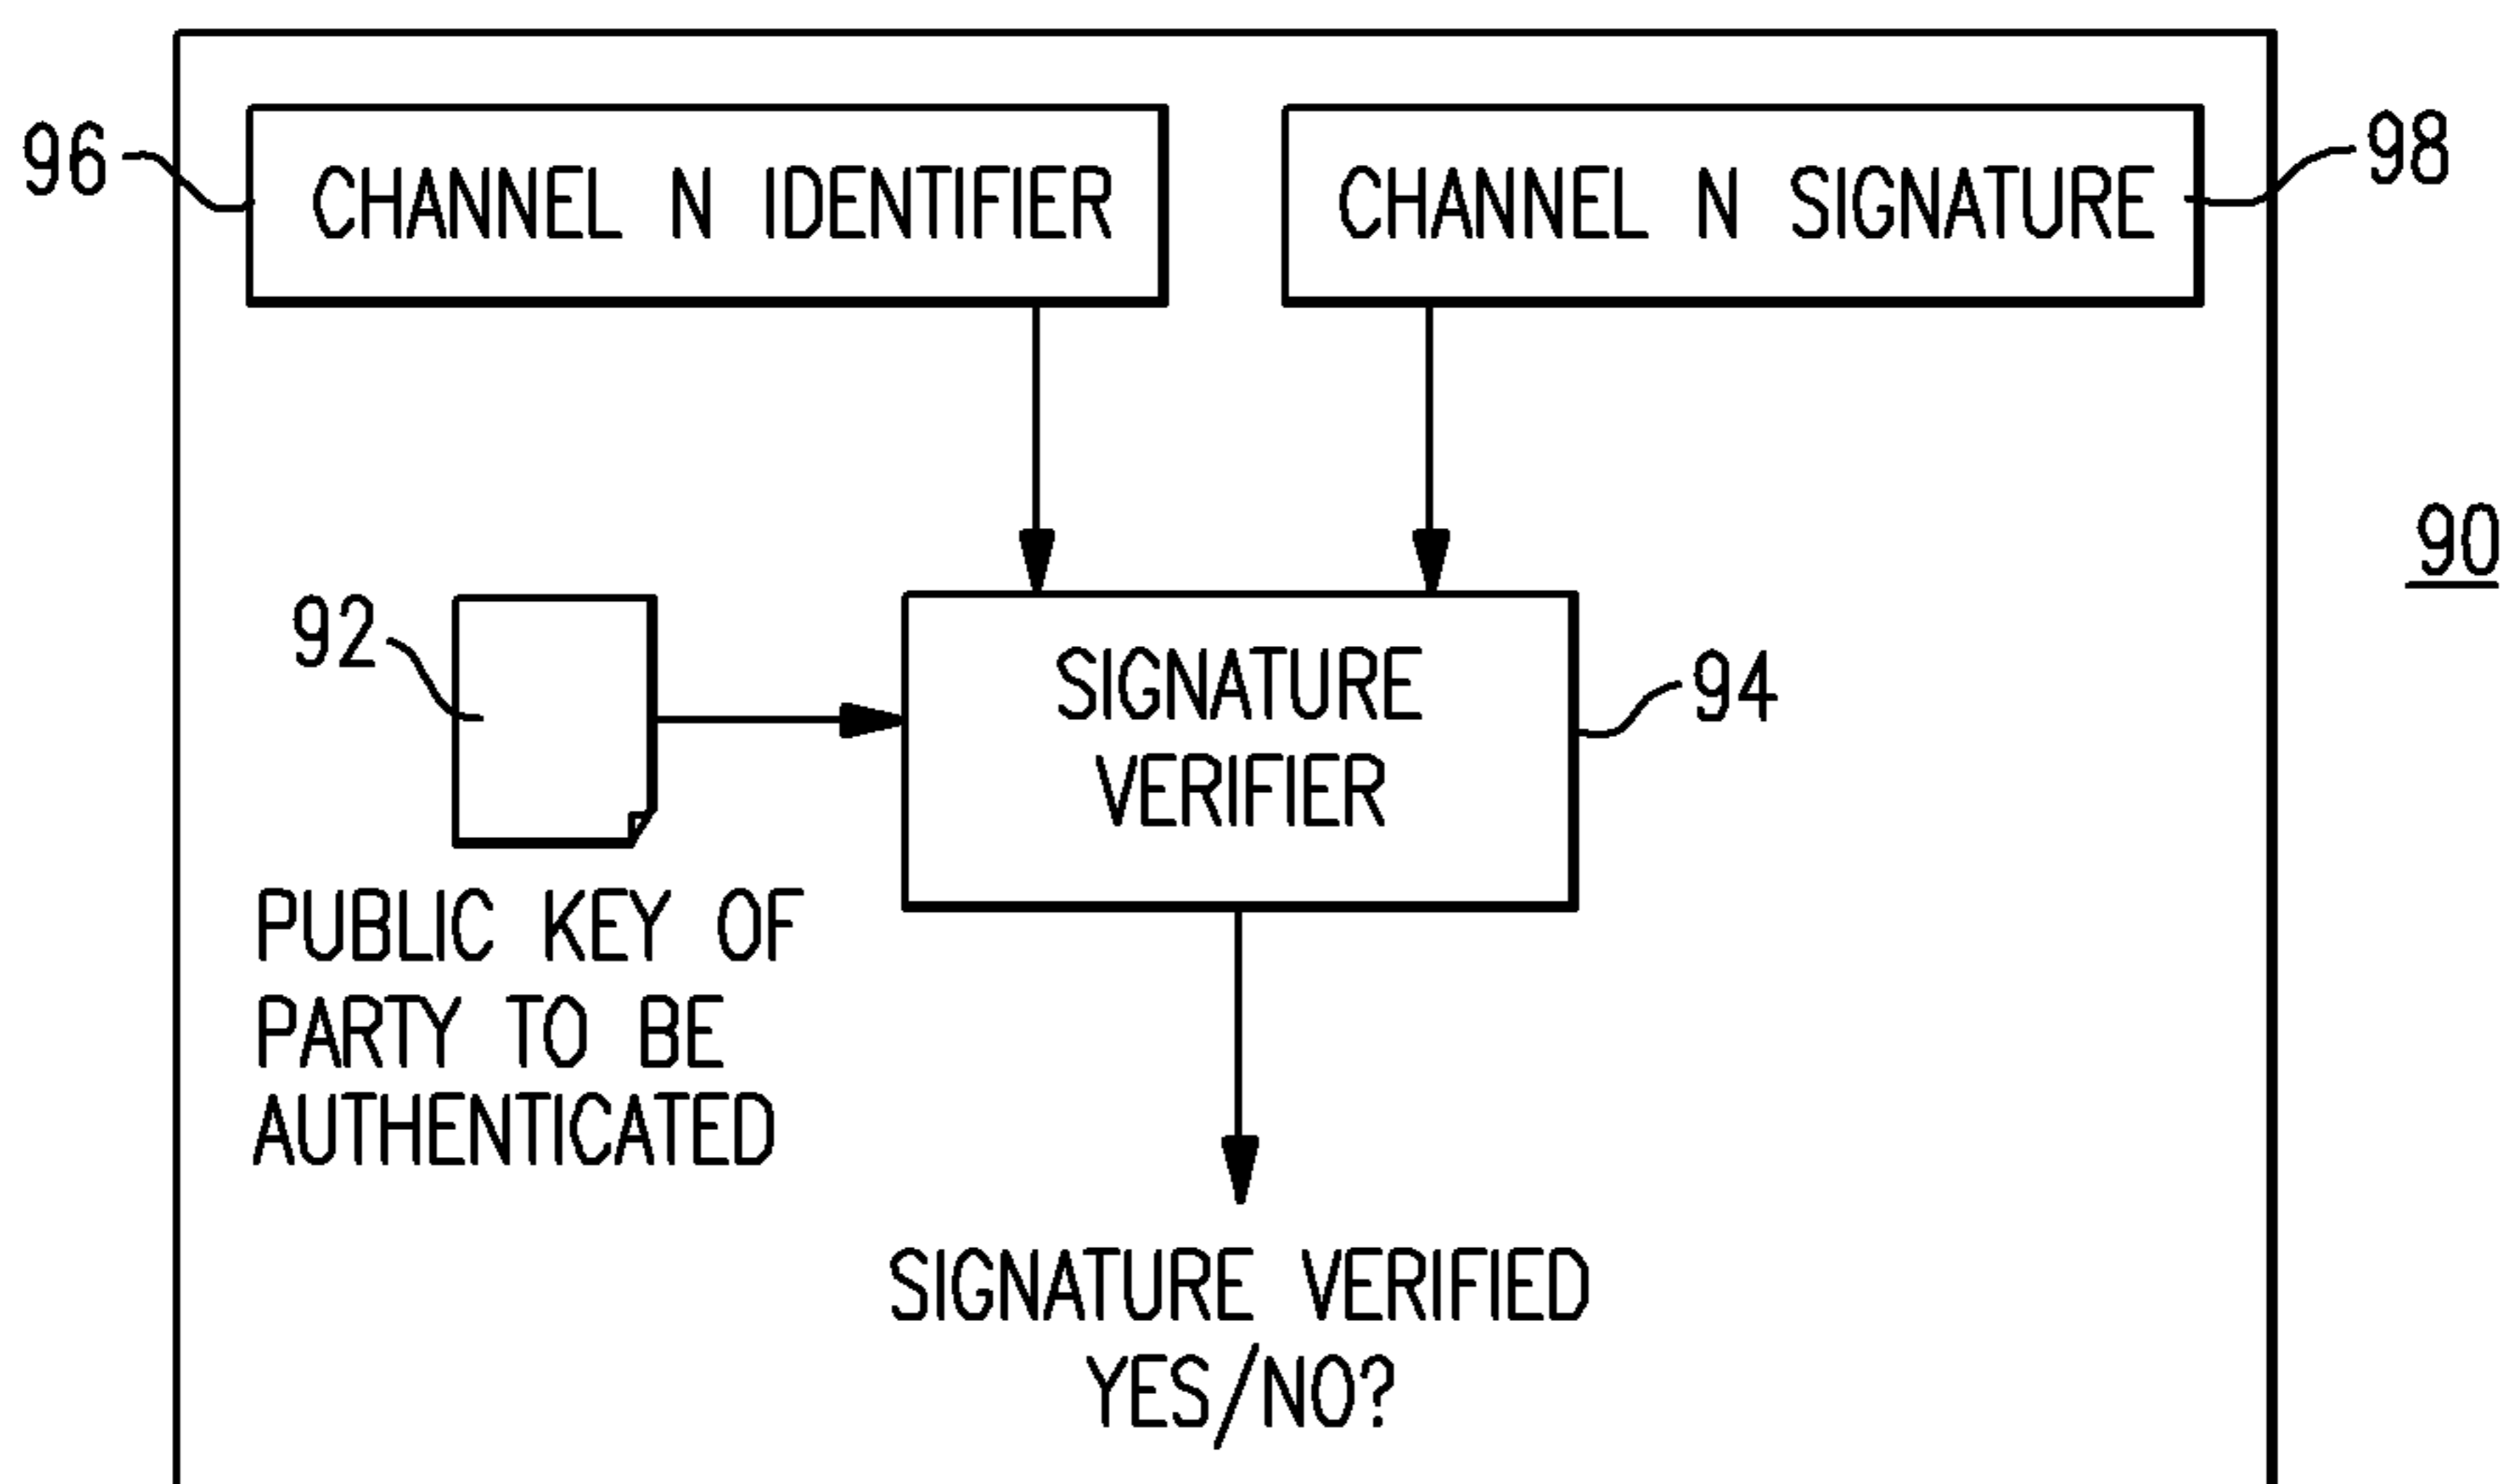 96
CHANNEL N IDENTIFIER
CHANNEL N SIGNATURE
98
90
92
SIGNATURE
VERIFIER
94
PUBLIC KEY OF
PARTY TO BE
AUTHENTICATED
SIGNATURE VERIFIED
YES/NO?